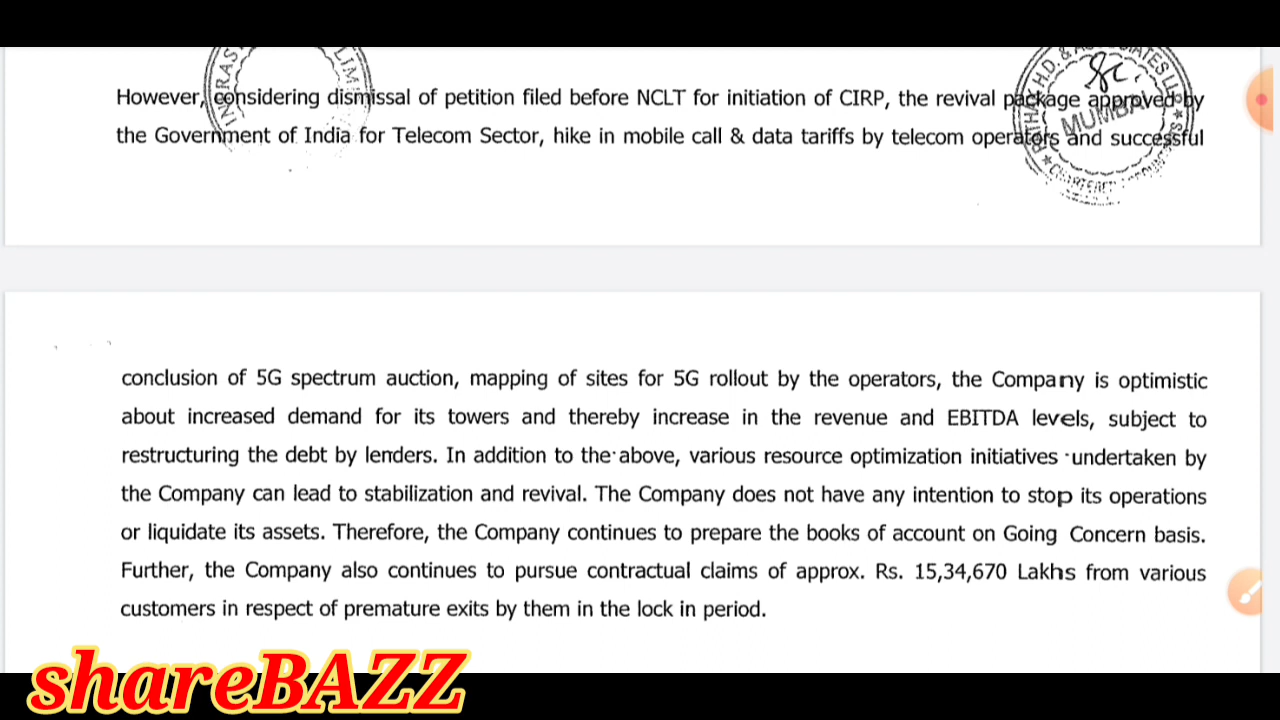 INFRAS LIMI
PATHAK H.D. & ASSOCIATES LLP
MUMBAI
However, considering dismissal of petition filed before NCLT for initiation of CIRP, the revival package approved by
the Government of India for Telecom Sector, hike in mobile call & data tariffs by telecom operators and successful
conclusion of 5G spectrum auction, mapping of sites for 5G rollout by the operators, the Company is optimistic
about increased demand for its towers and thereby increase in the revenue and EBITDA levels, subject to
restructuring the debt by lenders. In addition to the above, various resource optimization initiatives undertaken by
the Company can lead to stabilization and revival. The Company does not have any intention to stop its operations
or liquidate its assets. Therefore, the Company continues to prepare the books of account on Going Concern basis.
Further, the Company also continues to pursue contractual claims of approx. Rs. 15,34,670 Lakhs from various
customers in respect of premature exits by them in the lock in period.
shareBAZZ